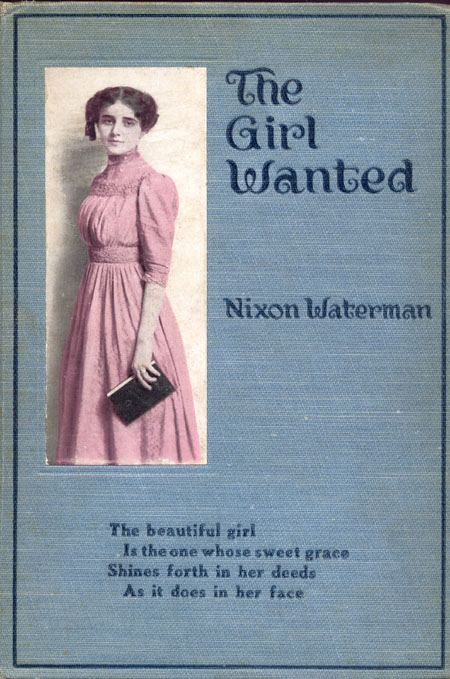 The
Girl
Wanted
Nixon Waterman
The beautiful girl
Is the one whose sweet grace
Shines forth in her deeds
As it does in her face